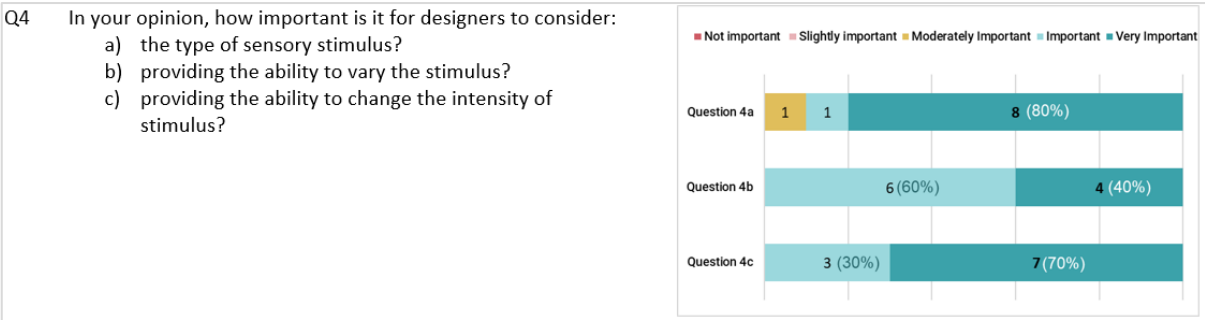 Q4 In your opinion, how important is it for designers to consider:
a) the type of sensory stimulus?
b) providing the ability to vary the stimulus?
c) providing the ability to change the intensity of
stimulus?
Not important Slightly important Moderately Important Important Very Important
Question 4a 1 1 8 (80%)
Question 4b 6 (60%) 4 (40%)
Question 4c 3 (30%) 7 (70%)